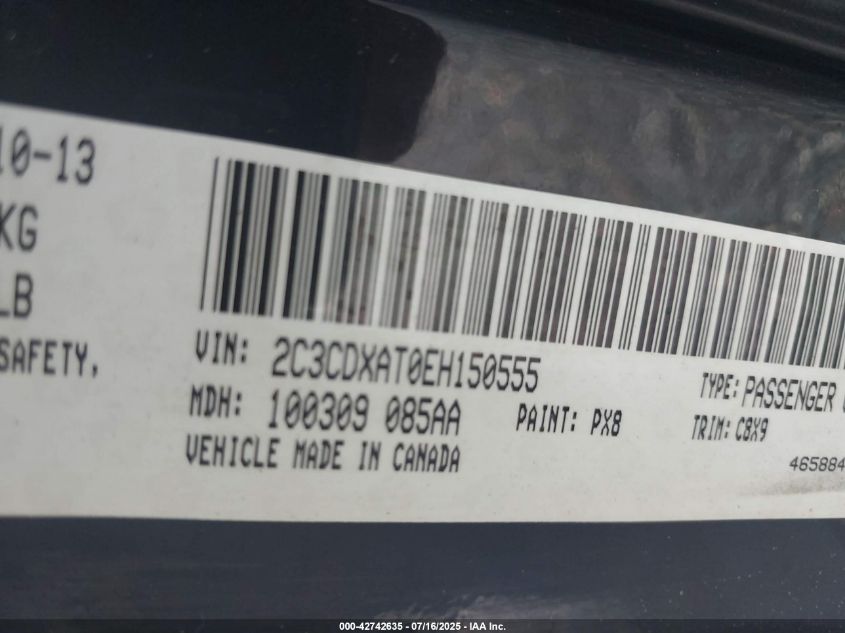 10-13
KG
LB
SAFETY,
VIN: 2C3CDXAT0EH150555
TYPE: PASSENGER
MDH: 100309 085AA
PAINT: PX8
TRIM: C8X9
VEHICLE MADE IN CANADA
465884
000-42742635 - 07/16/2025 - IAA Inc.